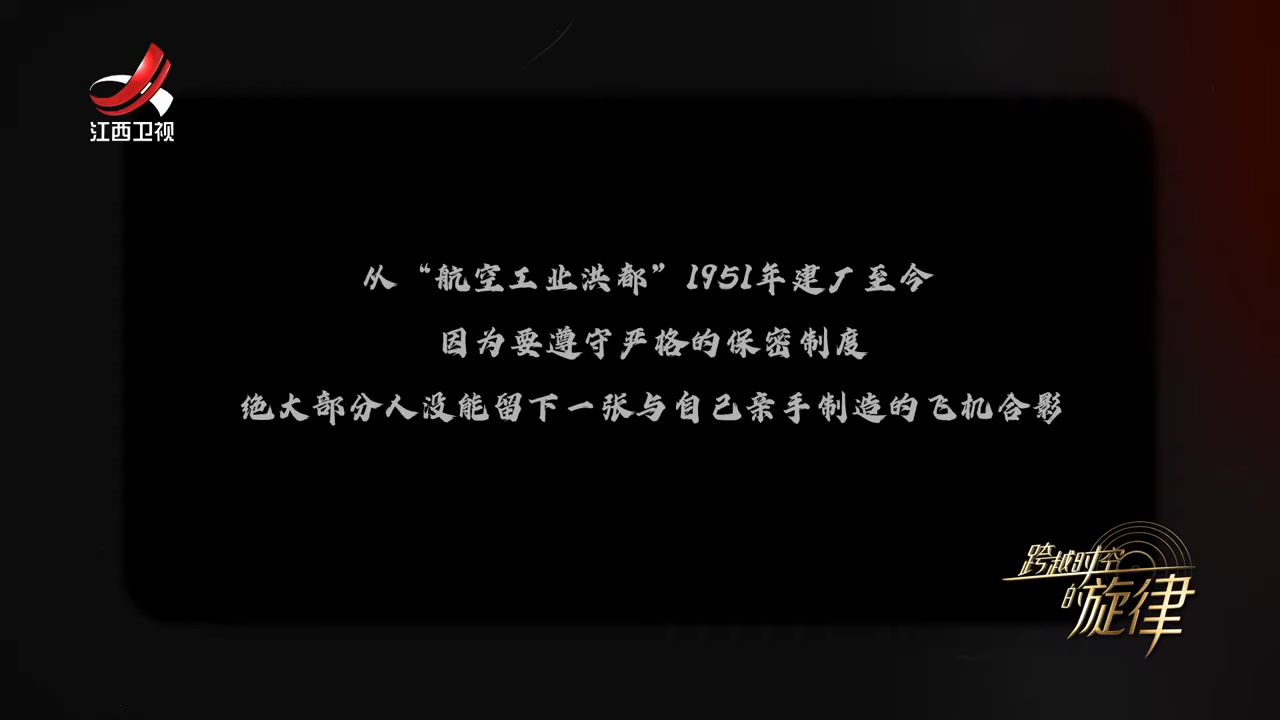 江西卫视
从“航空工业洪都”1951年建厂至今
因为要遵守严格的保密制度
绝大部分人没能留下一张与自己亲手制造的飞机合影
跨越时空
的旋律